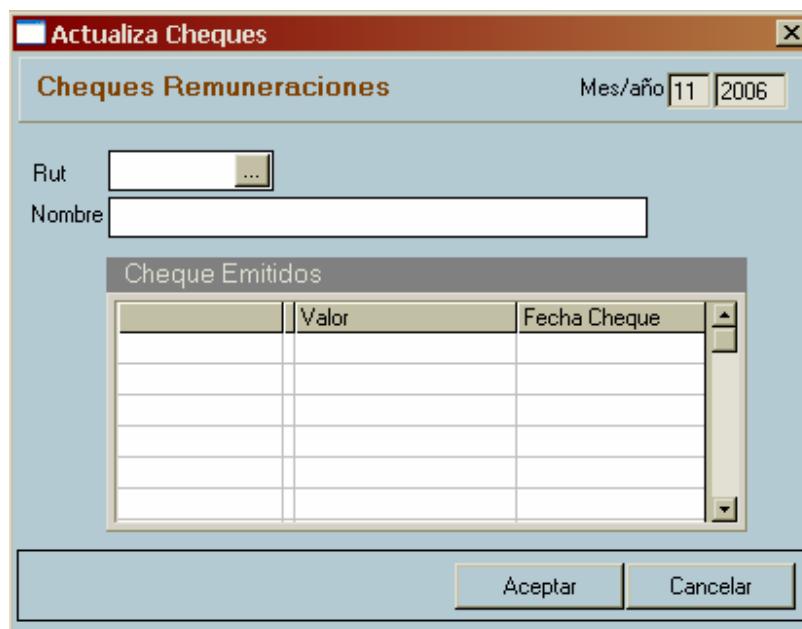 Actualiza Cheques
Cheques Remuneraciones Mes/año 11 2006
Rut ...
Nombre
Cheque Emitidos
Valor Fecha Cheque
Aceptar Cancelar